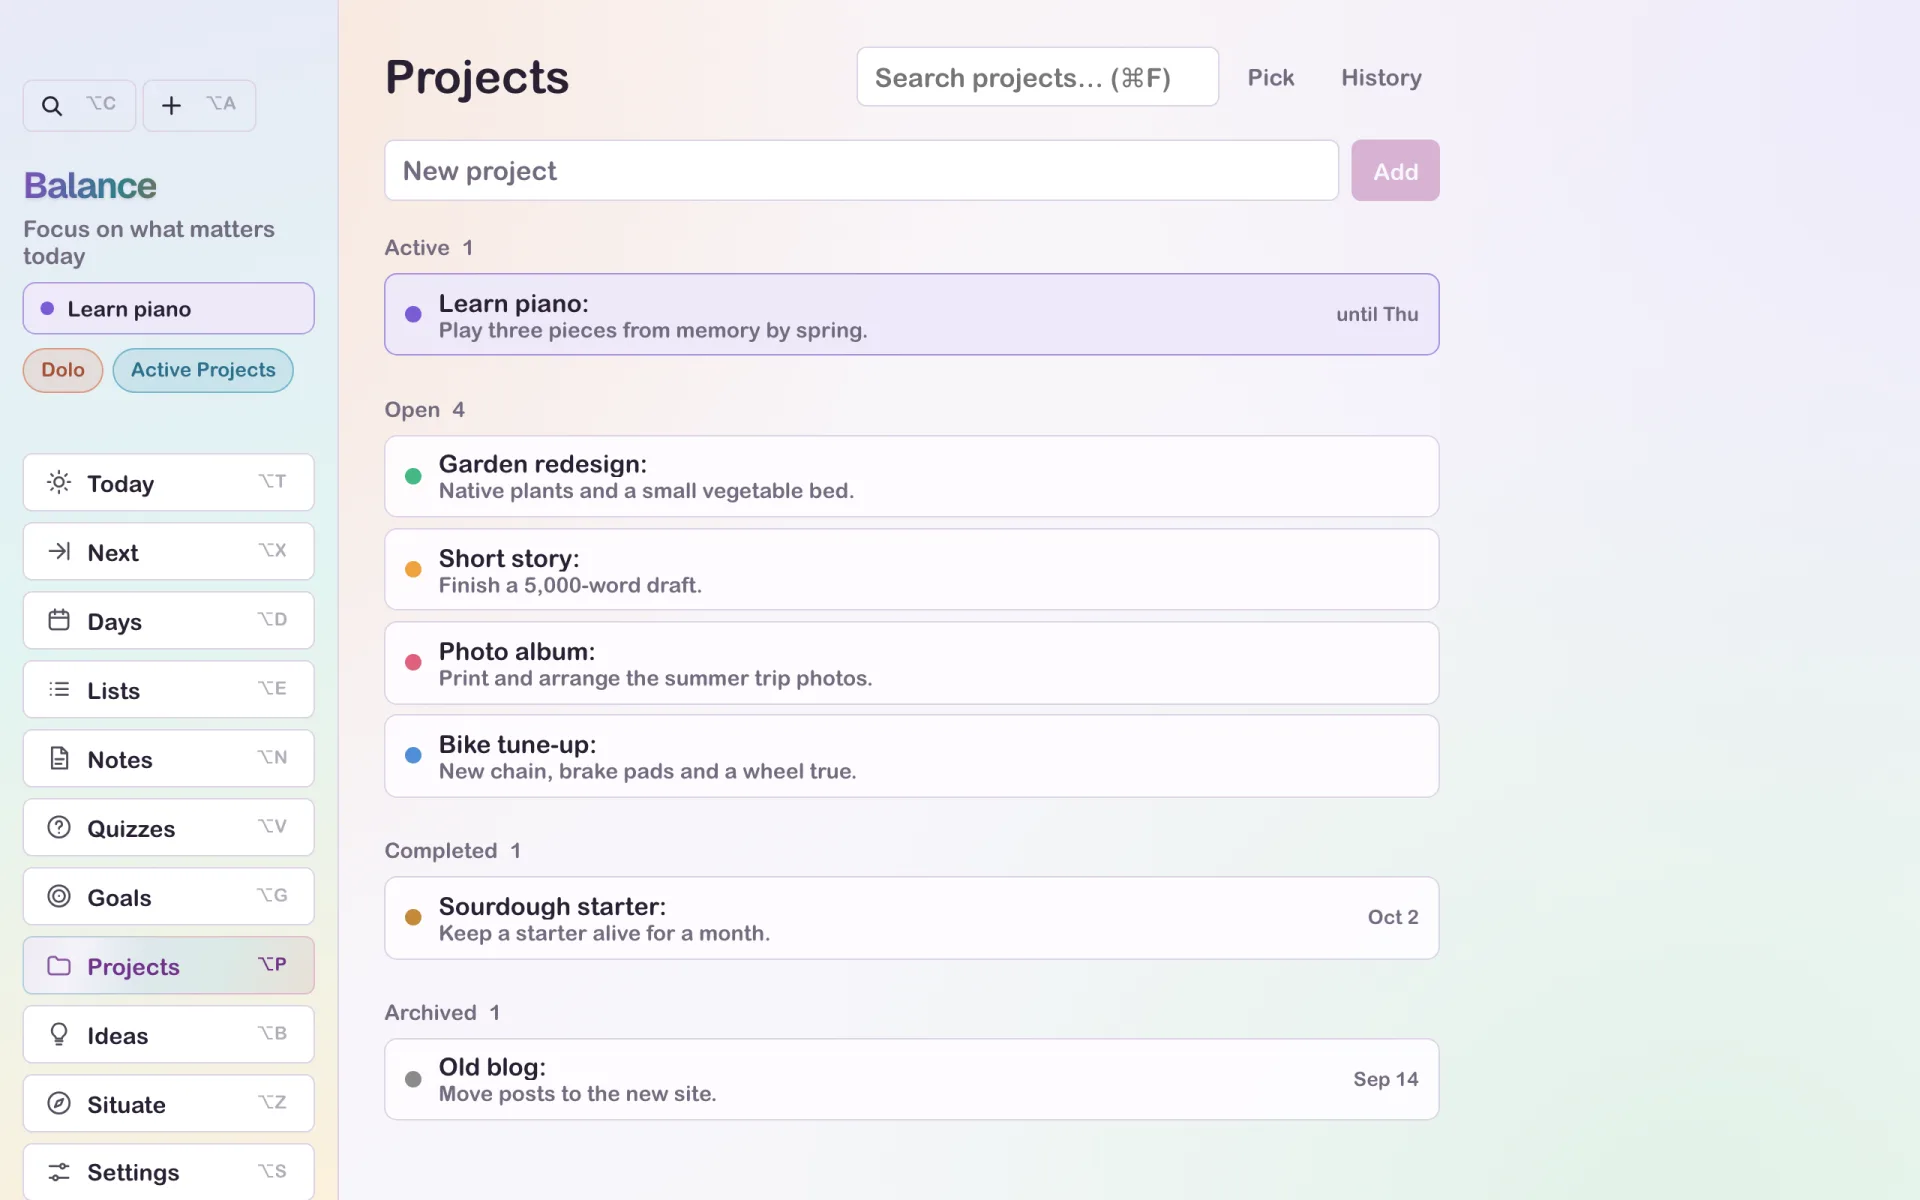 ⌥C
⌥A
Balance
Focus on what matters
today
Learn piano
Dolo
Active Projects
Today ⌥T
Next ⌥X
Days ⌥D
Lists ⌥E
Notes ⌥N
Quizzes ⌥V
Goals ⌥G
Projects ⌥P
Ideas ⌥B
Situate ⌥Z
Settings ⌥S
Projects
Search projects... (⌘F)
Pick
History
New project
Add
Active 1
Learn piano:
Play three pieces from memory by spring.
until Thu
Open 4
Garden redesign:
Native plants and a small vegetable bed.
Short story:
Finish a 5,000-word draft.
Photo album:
Print and arrange the summer trip photos.
Bike tune-up:
New chain, brake pads and a wheel true.
Completed 1
Sourdough starter:
Keep a starter alive for a month.
Oct 2
Archived 1
Old blog:
Move posts to the new site.
Sep 14